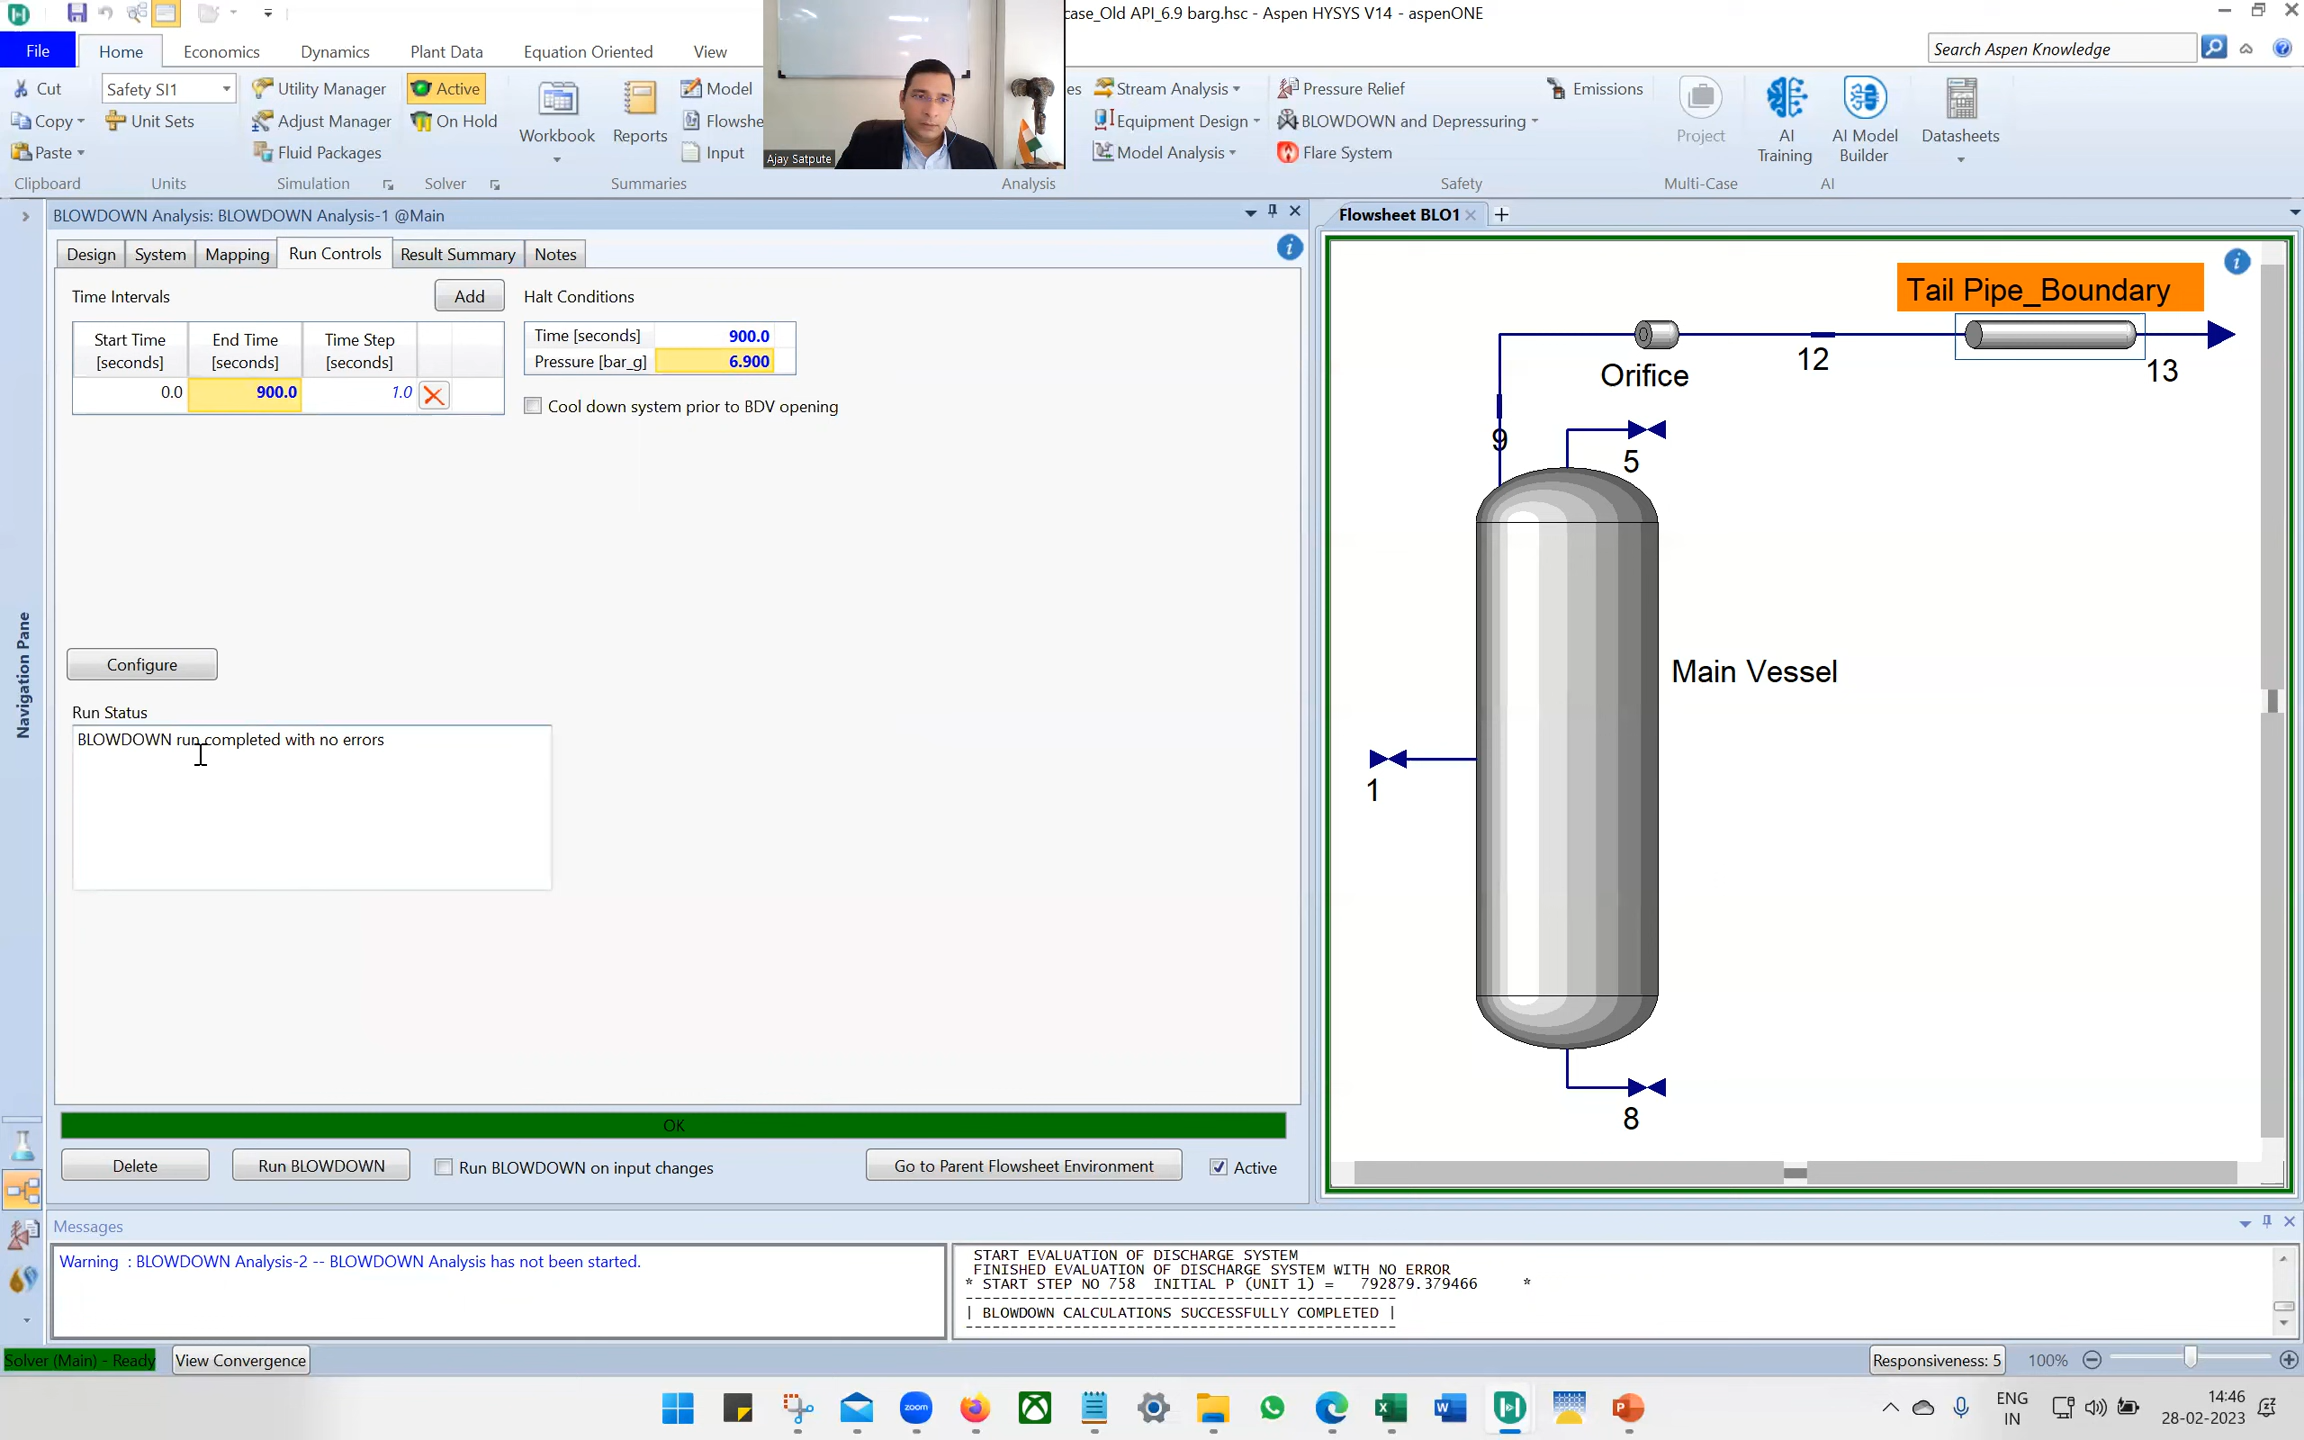 case_Old API_6.9 barg.hsc - Aspen HYSYS V14 - aspenONE
File
Home
Economics
Dynamics
Plant Data
Equation Oriented
View
Search Aspen Knowledge
Cut
Copy
Paste
Clipboard
Safety SI1
Unit Sets
Units
Utility Manager
Adjust Manager
Fluid Packages
Simulation
Active
On Hold
Solver
Workbook
Reports
Model
Flowshe
Input
Summaries
Ajay Satpute
es
Stream Analysis
Equipment Design
Model Analysis
Analysis
Pressure Relief
BLOWDOWN and Depressuring
Flare System
Safety
Emissions
Project
Multi-Case
AI Training
AI Model Builder
AI
Datasheets
BLOWDOWN Analysis: BLOWDOWN Analysis-1 @Main
Design
System
Mapping
Run Controls
Result Summary
Notes
Time Intervals
Add
Start Time [seconds]
End Time [seconds]
Time Step [seconds]
0.0
900.0
1.0
Halt Conditions
Time [seconds] 900.0
Pressure [bar_g] 6.900
Cool down system prior to BDV opening
Configure
Run Status
BLOWDOWN run completed with no errors
OK
Delete
Run BLOWDOWN
Run BLOWDOWN on input changes
Go to Parent Flowsheet Environment
Active
Navigation Pane
Flowsheet BLO1
Tail Pipe_Boundary
Orifice
12
13
9
5
Main Vessel
1
8
Messages
Warning : BLOWDOWN Analysis-2 -- BLOWDOWN Analysis has not been started.
START EVALUATION OF DISCHARGE SYSTEM
FINISHED EVALUATION OF DISCHARGE SYSTEM WITH NO ERROR
* START STEP NO 758 INITIAL P (UNIT 1) = 792879.379466 *
------------------------------------------------
| BLOWDOWN CALCULATIONS SUCCESSFULLY COMPLETED |
------------------------------------------------
Solver (Main) - Ready
View Convergence
Responsiveness: 5
100%
zoom
ENG
IN
14:46
28-02-2023